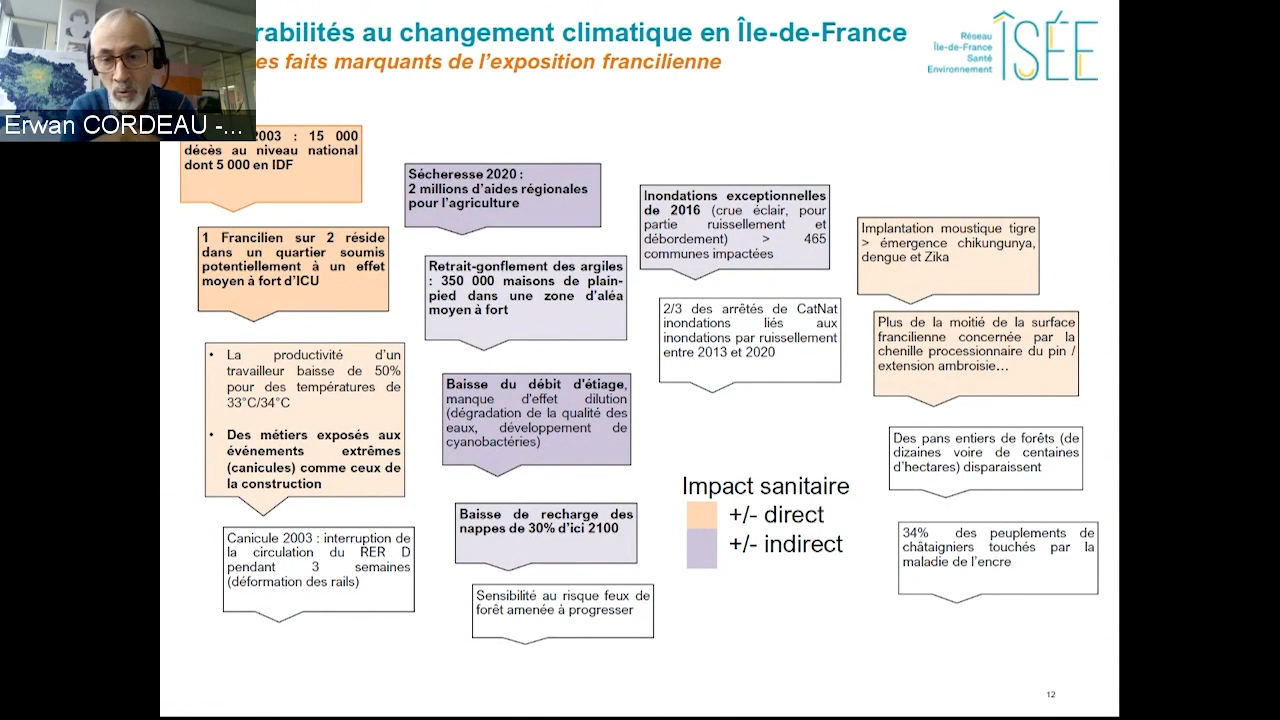 rabilités au changement climatique en Île-de-France
es faits marquants de l'exposition francilienne
Réseau
Île-de-France
Santé
Environnement
ÎSÉE
Erwan CORDEAU -...
2003 : 15 000
décès au niveau national
dont 5 000 en IDF
1 Francilien sur 2 réside
dans un quartier soumis
potentiellement à un effet
moyen à fort d'ICU
• La productivité d'un
travailleur baisse de 50%
pour des températures de
33°C/34°C
• Des métiers exposés aux
événements extrêmes
(canicules) comme ceux de
la construction
Canicule 2003 : interruption de
la circulation du RER D
pendant 3 semaines
(déformation des rails)
Sécheresse 2020 :
2 millions d'aides régionales
pour l'agriculture
Retrait-gonflement des argiles
: 350 000 maisons de plain-
pied dans une zone d'aléa
moyen à fort
Baisse du débit d'étiage,
manque d'effet dilution
(dégradation de la qualité des
eaux, développement de
cyanobactéries)
Baisse de recharge des
nappes de 30% d'ici 2100
Sensibilité au risque feux de
forêt amenée à progresser
Inondations exceptionnelles
de 2016 (crue éclair, pour
partie ruissellement et
débordement) > 465
communes impactées
2/3 des arrêtés de CatNat
inondations liés aux
inondations par ruissellement
entre 2013 et 2020
Implantation moustique tigre
> émergence chikungunya,
dengue et Zika
Plus de la moitié de la surface
francilienne concernée par la
chenille processionnaire du pin /
extension ambroisie…
Des pans entiers de forêts (de
dizaines voire de centaines
d'hectares) disparaissent
34% des peuplements de
châtaigniers touchés par la
maladie de l'encre
Impact sanitaire
+/- direct
+/- indirect
12